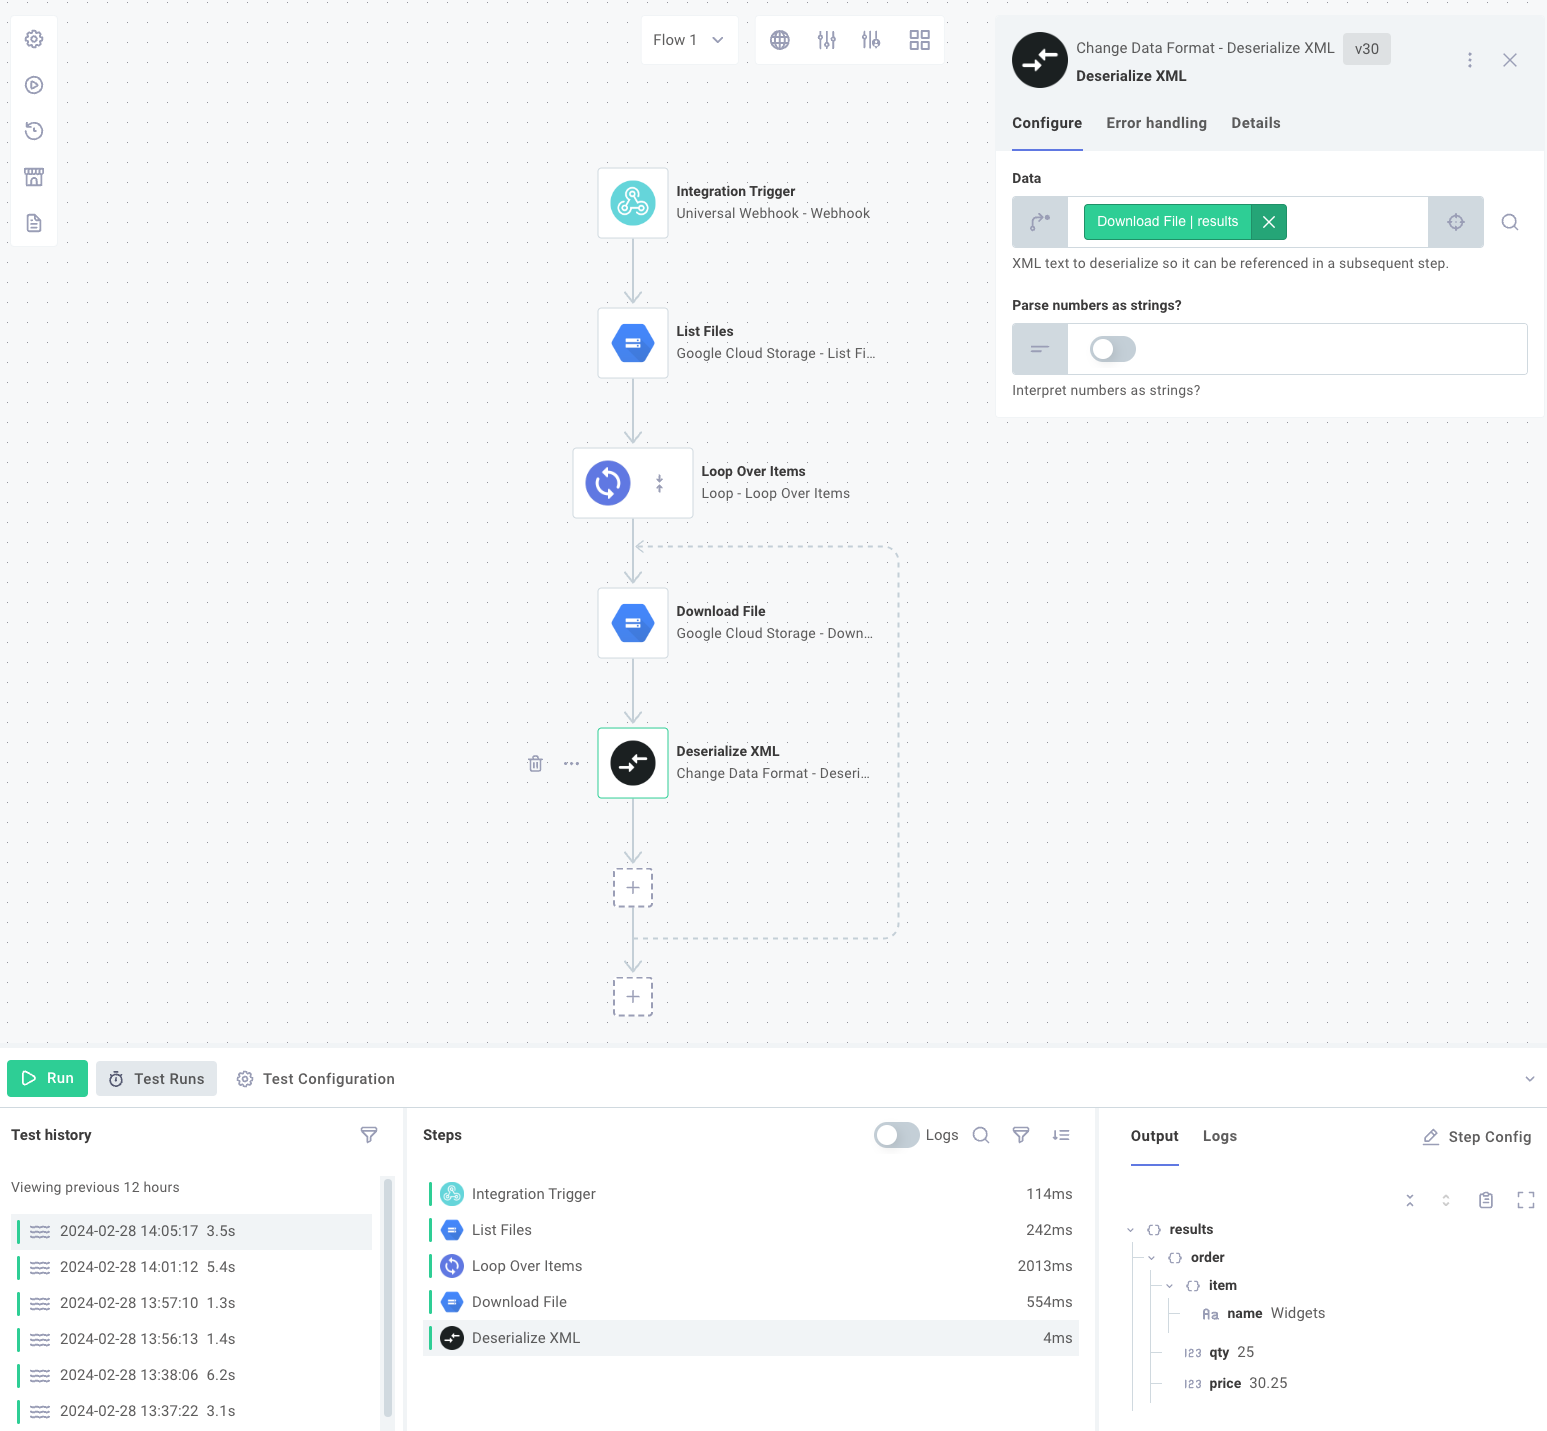 Flow 1
Change Data Format - Deserialize XML v30
Deserialize XML
Configure Error handling Details
Data
Download File | results
XML text to deserialize so it can be referenced in a subsequent step.
Parse numbers as strings?
Interpret numbers as strings?
Integration Trigger
Universal Webhook - Webhook
List Files
Google Cloud Storage - List Fi...
Loop Over Items
Loop - Loop Over Items
Download File
Google Cloud Storage - Down...
Deserialize XML
Change Data Format - Deseri...
Run Test Runs Test Configuration
Test history
Viewing previous 12 hours
2024-02-28 14:05:17 3.5s
2024-02-28 14:01:12 5.4s
2024-02-28 13:57:10 1.3s
2024-02-28 13:56:13 1.4s
2024-02-28 13:38:06 6.2s
2024-02-28 13:37:22 3.1s
Steps Logs
Integration Trigger 114ms
List Files 242ms
Loop Over Items 2013ms
Download File 554ms
Deserialize XML 4ms
Output Logs Step Config
{} results
{} order
{} item
Aa name Widgets
123 qty 25
123 price 30.25